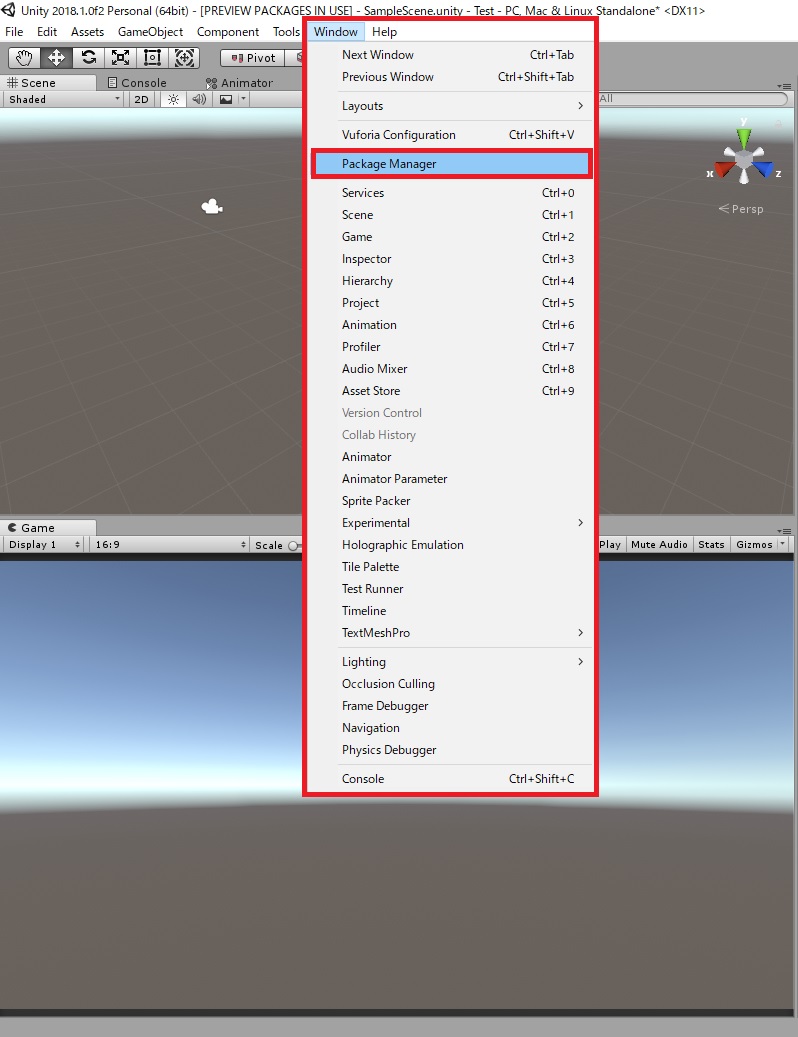 Unity 2018.1.0f2 Personal (64bit) - [PREVIEW PACKAGES IN USE] - SampleScene.unity - Test - PC, Mac & Linux Standalone* <DX11>
File Edit Assets GameObject Component Tools Window Help
Pivot
Scene Console Animator
Shaded 2D All
Next Window Ctrl+Tab
Previous Window Ctrl+Shift+Tab
Layouts
Vuforia Configuration Ctrl+Shift+V
Package Manager
Services Ctrl+0
Scene Ctrl+1
Game Ctrl+2
Inspector Ctrl+3
Hierarchy Ctrl+4
Project Ctrl+5
Animation Ctrl+6
Profiler Ctrl+7
Audio Mixer Ctrl+8
Asset Store Ctrl+9
Version Control
Collab History
Animator
Animator Parameter
Sprite Packer
Experimental
Holographic Emulation
Tile Palette
Test Runner
Timeline
TextMeshPro
Lighting
Occlusion Culling
Frame Debugger
Navigation
Physics Debugger
Console Ctrl+Shift+C
y
x z
Persp
Game
Display 1 16:9 Scale Play Mute Audio Stats Gizmos